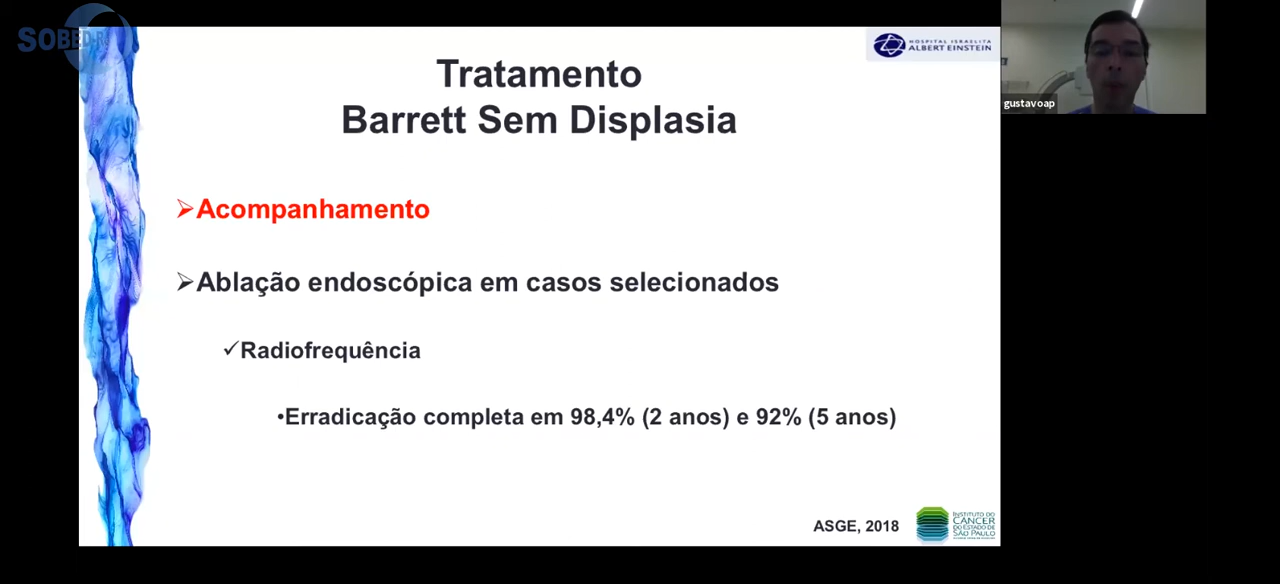 SOBED-R
HOSPITAL ISRAELITA
ALBERT EINSTEIN
gustavoap
Tratamento
Barrett Sem Displasia
➢Acompanhamento
➢Ablação endoscópica em casos selecionados
✓Radiofrequência
•Erradicação completa em 98,4% (2 anos) e 92% (5 anos)
ASGE, 2018
INSTITUTO DO
CÂNCER
DO ESTADO DE
SÃO PAULO